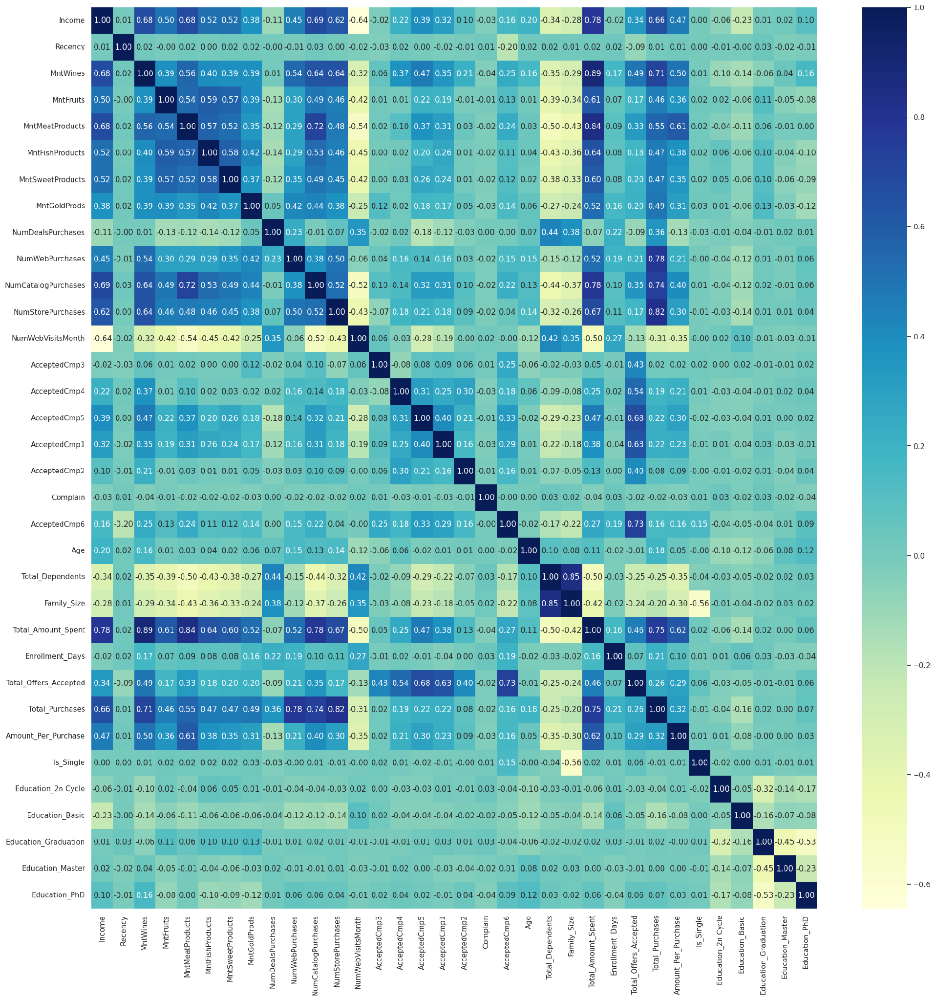 Income 1.00 0.01 0.68 0.50 0.68 0.52 0.52 0.38 -0.11 0.45 0.69 0.62 -0.64 -0.02 0.22 0.39 0.32 0.10 -0.03 0.16 0.20 -0.34 -0.28 0.78 -0.02 0.34 0.66 0.47 0.00 -0.06 -0.23 0.01 0.02 0.10
Recency 0.01 1.00 0.02 -0.00 0.02 0.00 0.02 0.02 -0.00 -0.01 0.03 0.00 -0.02 -0.03 0.02 0.00 -0.02 -0.01 0.01 -0.20 0.02 0.02 0.01 0.02 0.02 -0.09 0.01 0.01 0.00 -0.01 -0.00 0.03 -0.02 -0.01
MntWines 0.68 0.02 1.00 0.39 0.56 0.40 0.39 0.39 0.01 0.54 0.64 0.64 -0.32 0.06 0.37 0.47 0.35 0.21 -0.04 0.25 0.16 -0.35 -0.29 0.89 0.17 0.49 0.71 0.50 0.01 -0.10 -0.14 -0.06 0.04 0.16
MntFruits 0.50 -0.00 0.39 1.00 0.54 0.59 0.57 0.39 -0.13 0.30 0.49 0.46 -0.42 0.01 0.01 0.22 0.19 -0.01 -0.01 0.13 0.01 -0.39 -0.34 0.61 0.07 0.17 0.46 0.36 0.02 0.02 -0.06 0.11 -0.05 -0.08
MntMeatProducts 0.68 0.02 0.56 0.54 1.00 0.57 0.52 0.35 -0.12 0.29 0.72 0.48 -0.54 0.02 0.10 0.37 0.31 0.03 -0.02 0.24 0.03 -0.50 -0.43 0.84 0.09 0.33 0.55 0.61 0.02 -0.04 -0.11 0.06 -0.01 0.00
MntFishProducts 0.52 0.00 0.40 0.59 0.57 1.00 0.58 0.42 -0.14 0.29 0.53 0.46 -0.45 0.00 0.02 0.20 0.26 0.01 -0.02 0.11 0.04 -0.43 -0.36 0.64 0.08 0.18 0.47 0.38 0.02 0.06 -0.06 0.10 -0.04 -0.10
MntSweetProducts 0.52 0.02 0.39 0.57 0.52 0.58 1.00 0.37 -0.12 0.35 0.49 0.45 -0.42 0.00 0.03 0.26 0.24 0.01 -0.02 0.12 0.02 -0.38 -0.33 0.60 0.08 0.20 0.47 0.35 0.02 0.05 -0.06 0.10 -0.06 -0.09
MntGoldProds 0.38 0.02 0.39 0.39 0.35 0.42 0.37 1.00 0.05 0.42 0.44 0.38 -0.25 0.12 0.02 0.18 0.17 0.05 -0.03 0.14 0.06 -0.27 -0.24 0.52 0.16 0.20 0.49 0.31 0.03 0.01 -0.06 0.13 -0.03 -0.12
NumDealsPurchases -0.11 -0.00 0.01 -0.13 -0.12 -0.14 -0.12 0.05 1.00 0.23 -0.01 0.07 0.35 -0.02 0.02 -0.18 -0.12 -0.03 0.00 0.00 0.07 0.44 0.38 -0.07 0.22 -0.09 0.36 -0.13 -0.03 -0.01 -0.04 -0.01 0.02 0.01
NumWebPurchases 0.45 -0.01 0.54 0.30 0.29 0.29 0.35 0.42 0.23 1.00 0.38 0.50 -0.06 0.04 0.16 0.14 0.16 0.03 -0.02 0.15 0.15 -0.15 -0.12 0.52 0.19 0.21 0.78 0.21 -0.00 -0.04 -0.12 0.01 -0.01 0.06
NumCatalogPurchases 0.69 0.03 0.64 0.49 0.72 0.53 0.49 0.44 -0.01 0.38 1.00 0.52 -0.52 0.10 0.14 0.32 0.31 0.10 -0.02 0.22 0.13 -0.44 -0.37 0.78 0.10 0.35 0.74 0.40 0.01 -0.04 -0.12 0.02 -0.01 0.06
NumStorePurchases 0.62 0.00 0.64 0.46 0.48 0.46 0.45 0.38 0.07 0.50 0.52 1.00 -0.43 -0.07 0.18 0.21 0.18 0.09 -0.02 0.04 0.14 -0.32 -0.26 0.67 0.11 0.17 0.82 0.30 -0.01 -0.03 -0.14 0.01 0.01 0.04
NumWebVisitsMonth -0.64 -0.02 -0.32 -0.42 -0.54 -0.45 -0.42 -0.25 0.35 -0.06 -0.52 -0.43 1.00 0.06 -0.03 -0.28 -0.19 -0.00 0.02 -0.00 -0.12 0.42 0.35 -0.50 0.27 -0.13 -0.31 -0.35 -0.00 0.02 0.10 -0.01 -0.03 -0.01
AcceptedCmp3 -0.02 -0.03 0.06 0.01 0.02 0.00 0.00 0.12 -0.02 0.04 0.10 -0.07 0.06 1.00 -0.08 0.08 0.09 0.06 0.01 0.25 -0.06 -0.02 -0.03 0.05 -0.01 0.43 0.02 0.02 0.02 0.00 0.02 -0.01 -0.01 0.02
AcceptedCmp4 0.22 0.02 0.37 0.01 0.10 0.02 0.03 0.02 0.02 0.16 0.14 0.18 -0.03 -0.08 1.00 0.31 0.25 0.30 -0.03 0.18 0.06 -0.09 -0.08 0.25 0.02 0.54 0.19 0.21 0.01 -0.03 -0.04 -0.01 0.02 0.04
AcceptedCmp5 0.39 0.00 0.47 0.22 0.37 0.20 0.26 0.18 -0.18 0.14 0.32 0.21 -0.28 0.08 0.31 1.00 0.40 0.21 -0.01 0.33 -0.02 -0.29 -0.23 0.47 -0.01 0.68 0.22 0.30 -0.02 -0.03 -0.04 0.01 0.00 0.02
AcceptedCmp1 0.32 -0.02 0.35 0.19 0.31 0.26 0.24 0.17 -0.12 0.16 0.31 0.18 -0.19 0.09 0.25 0.40 1.00 0.16 -0.03 0.29 0.01 -0.22 -0.18 0.38 -0.04 0.63 0.22 0.23 -0.01 0.01 -0.04 0.03 -0.03 -0.01
AcceptedCmp2 0.10 -0.01 0.21 -0.01 0.03 0.01 0.01 0.05 -0.03 0.03 0.10 0.09 -0.00 0.06 0.30 0.21 0.16 1.00 -0.01 0.16 0.01 -0.07 -0.05 0.13 0.00 0.40 0.08 0.09 -0.00 -0.01 -0.02 0.01 -0.04 0.04
Complain -0.03 0.01 -0.04 -0.01 -0.02 -0.02 -0.02 -0.03 0.00 -0.02 -0.02 -0.02 0.02 0.01 -0.03 -0.01 -0.03 -0.01 1.00 -0.00 0.00 0.03 0.02 -0.04 0.03 -0.02 -0.02 -0.03 0.01 0.03 -0.02 0.03 -0.02 -0.04
AcceptedCmp6 0.16 -0.20 0.25 0.13 0.24 0.11 0.12 0.14 0.00 0.15 0.22 0.04 -0.00 0.25 0.18 0.33 0.29 0.16 -0.00 1.00 -0.02 -0.17 -0.22 0.27 0.19 0.73 0.16 0.16 0.15 -0.04 -0.05 -0.04 0.01 0.09
Age 0.20 0.02 0.16 0.01 0.03 0.04 0.02 0.06 0.07 0.15 0.13 0.14 -0.12 -0.06 0.06 -0.02 0.01 0.01 0.00 -0.02 1.00 0.10 0.08 0.11 -0.02 -0.01 0.18 0.05 -0.00 -0.10 -0.12 -0.06 0.08 0.12
Total_Dependents -0.34 0.02 -0.35 -0.39 -0.50 -0.43 -0.38 -0.27 0.44 -0.15 -0.44 -0.32 0.42 -0.02 -0.09 -0.29 -0.22 -0.07 0.03 -0.17 0.10 1.00 0.85 -0.50 -0.03 -0.25 -0.25 -0.35 -0.04 -0.03 -0.05 -0.02 0.02 0.03
Family_Size -0.28 0.01 -0.29 -0.34 -0.43 -0.36 -0.33 -0.24 0.38 -0.12 -0.37 -0.26 0.35 -0.03 -0.08 -0.23 -0.18 -0.05 0.02 -0.22 0.08 0.85 1.00 -0.42 -0.02 -0.24 -0.20 -0.30 -0.56 -0.01 -0.04 -0.02 0.03 0.02
Total_Amount_Spent 0.78 0.02 0.89 0.61 0.84 0.64 0.60 0.52 -0.07 0.52 0.78 0.67 -0.50 0.05 0.25 0.47 0.38 0.13 -0.04 0.27 0.11 -0.50 -0.42 1.00 0.16 0.46 0.75 0.62 0.02 -0.06 -0.14 0.02 0.00 0.06
Enrollment_Days -0.02 0.02 0.17 0.07 0.09 0.08 0.08 0.16 0.22 0.19 0.10 0.11 0.27 -0.01 0.02 -0.01 -0.04 0.00 0.03 0.19 -0.02 -0.03 -0.02 0.16 1.00 0.07 0.21 0.10 0.01 0.01 0.06 0.03 -0.03 -0.04
Total_Offers_Accepted 0.34 -0.09 0.49 0.17 0.33 0.18 0.20 0.20 -0.09 0.21 0.35 0.17 -0.13 0.43 0.54 0.68 0.63 0.40 -0.02 0.73 -0.01 -0.25 -0.24 0.46 0.07 1.00 0.26 0.29 0.06 -0.03 -0.05 -0.01 -0.01 0.06
Total_Purchases 0.66 0.01 0.71 0.46 0.55 0.47 0.47 0.49 0.36 0.78 0.74 0.82 -0.31 0.02 0.19 0.22 0.22 0.08 -0.02 0.16 0.18 -0.25 -0.20 0.75 0.21 0.26 1.00 0.32 -0.01 -0.04 -0.16 0.02 0.00 0.07
Amount_Per_Purchase 0.47 0.01 0.50 0.36 0.61 0.38 0.35 0.31 -0.13 0.21 0.40 0.30 -0.35 0.02 0.21 0.30 0.23 0.09 -0.03 0.16 0.05 -0.35 -0.30 0.62 0.10 0.29 0.32 1.00 0.01 0.01 -0.08 -0.00 0.00 0.03
Is_Single 0.00 0.00 0.01 0.02 0.02 0.02 0.02 0.03 -0.03 -0.00 0.01 -0.01 -0.00 0.02 0.01 -0.02 -0.01 -0.00 0.01 0.15 -0.00 -0.04 -0.56 0.02 0.01 0.06 -0.01 0.01 1.00 -0.02 0.00 0.01 -0.01 0.01
Education_2n Cycle -0.06 -0.01 -0.10 0.02 -0.04 0.06 0.05 0.01 -0.01 -0.04 -0.04 -0.03 0.02 0.00 -0.03 -0.03 0.01 -0.01 0.03 -0.04 -0.10 -0.03 -0.01 -0.06 0.01 -0.03 -0.04 0.01 -0.02 1.00 -0.05 -0.32 -0.14 -0.17
Education_Basic -0.23 -0.00 -0.14 -0.06 -0.11 -0.06 -0.06 -0.06 -0.04 -0.12 -0.12 -0.14 0.10 0.02 -0.04 -0.04 -0.04 -0.02 -0.02 -0.05 -0.12 -0.05 -0.04 -0.14 0.06 -0.05 -0.16 -0.08 0.00 -0.05 1.00 -0.16 -0.07 -0.08
Education_Graduation 0.01 0.03 -0.06 0.11 0.06 0.10 0.10 0.13 -0.01 0.01 0.02 0.01 -0.01 -0.01 -0.01 0.01 0.03 0.01 0.03 -0.04 -0.06 -0.02 -0.02 0.02 0.03 -0.01 0.02 -0.00 0.01 -0.32 -0.16 1.00 -0.45 -0.53
Education_Master 0.02 -0.02 0.04 -0.05 -0.01 -0.04 -0.06 -0.03 0.02 -0.01 -0.01 0.01 -0.03 -0.01 0.02 0.00 -0.03 -0.04 -0.02 0.01 0.08 0.02 0.03 0.00 -0.03 -0.01 0.00 0.00 -0.01 -0.14 -0.07 -0.45 1.00 -0.23
Education_PhD 0.10 -0.01 0.16 -0.08 0.00 -0.10 -0.09 -0.12 0.01 0.06 0.06 0.04 -0.01 0.02 0.04 0.02 -0.01 0.04 -0.04 0.09 0.12 0.03 0.02 0.06 -0.04 0.06 0.07 0.03 0.01 -0.17 -0.08 -0.53 -0.23 1.00
Income
Recency
MntWines
MntFruits
MntMeatProducts
MntFishProducts
MntSweetProducts
MntGoldProds
NumDealsPurchases
NumWebPurchases
NumCatalogPurchases
NumStorePurchases
NumWebVisitsMonth
AcceptedCmp3
AcceptedCmp4
AcceptedCmp5
AcceptedCmp1
AcceptedCmp2
Complain
AcceptedCmp6
Age
Total_Dependents
Family_Size
Total_Amount_Spent
Enrollment_Days
Total_Offers_Accepted
Total_Purchases
Amount_Per_Purchase
Is_Single
Education_2n Cycle
Education_Basic
Education_Graduation
Education_Master
Education_PhD
1.0
0.8
0.6
0.4
0.2
0.0
−0.2
−0.4
−0.6